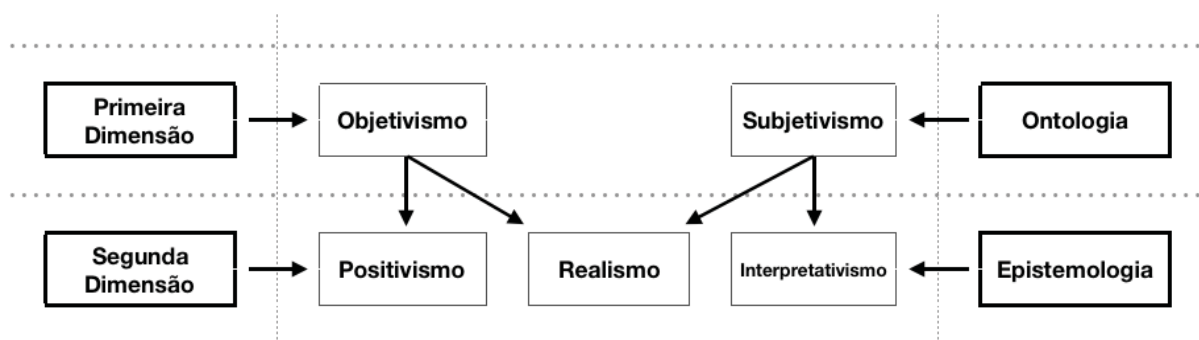 Primeira
Dimensão
Objetivismo
Subjetivismo
Ontologia
Segunda
Dimensão
Positivismo
Realismo
Interpretativismo
Epistemologia